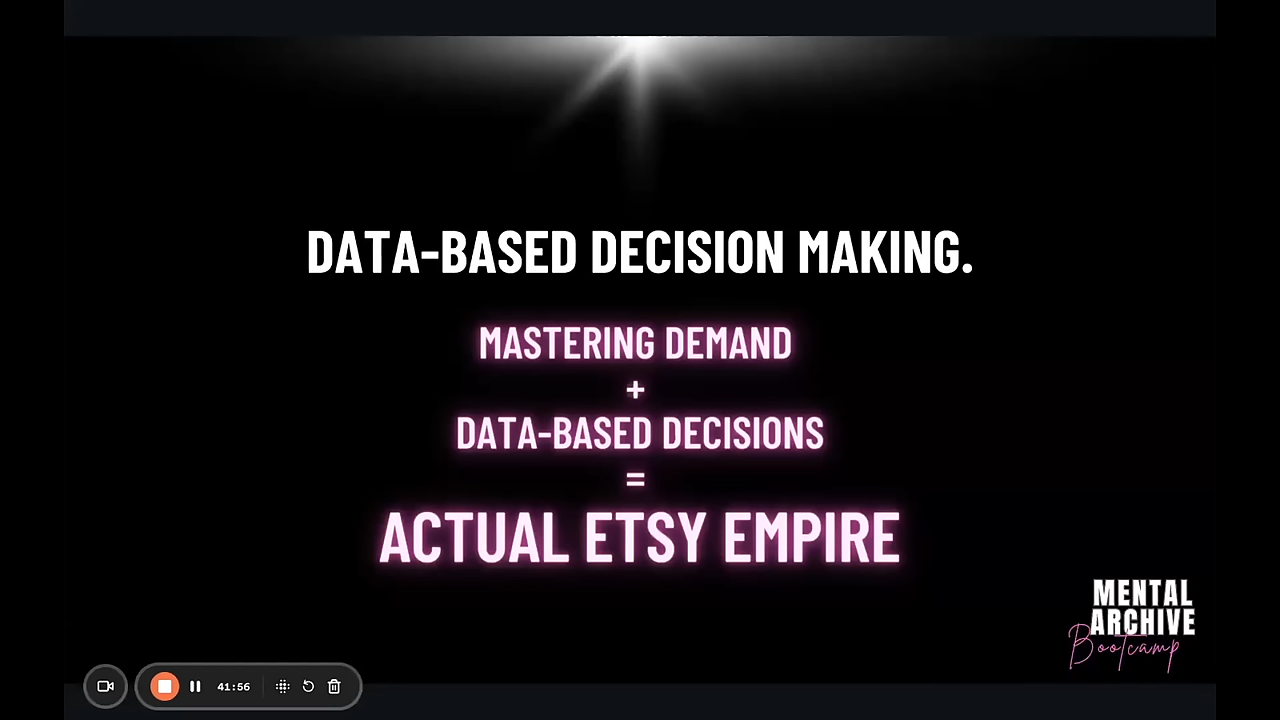 DATA-BASED DECISION MAKING.
MASTERING DEMAND
+
DATA-BASED DECISIONS
=
ACTUAL ETSY EMPIRE
MENTAL
ARCHIVE
Bootcamp
41:56